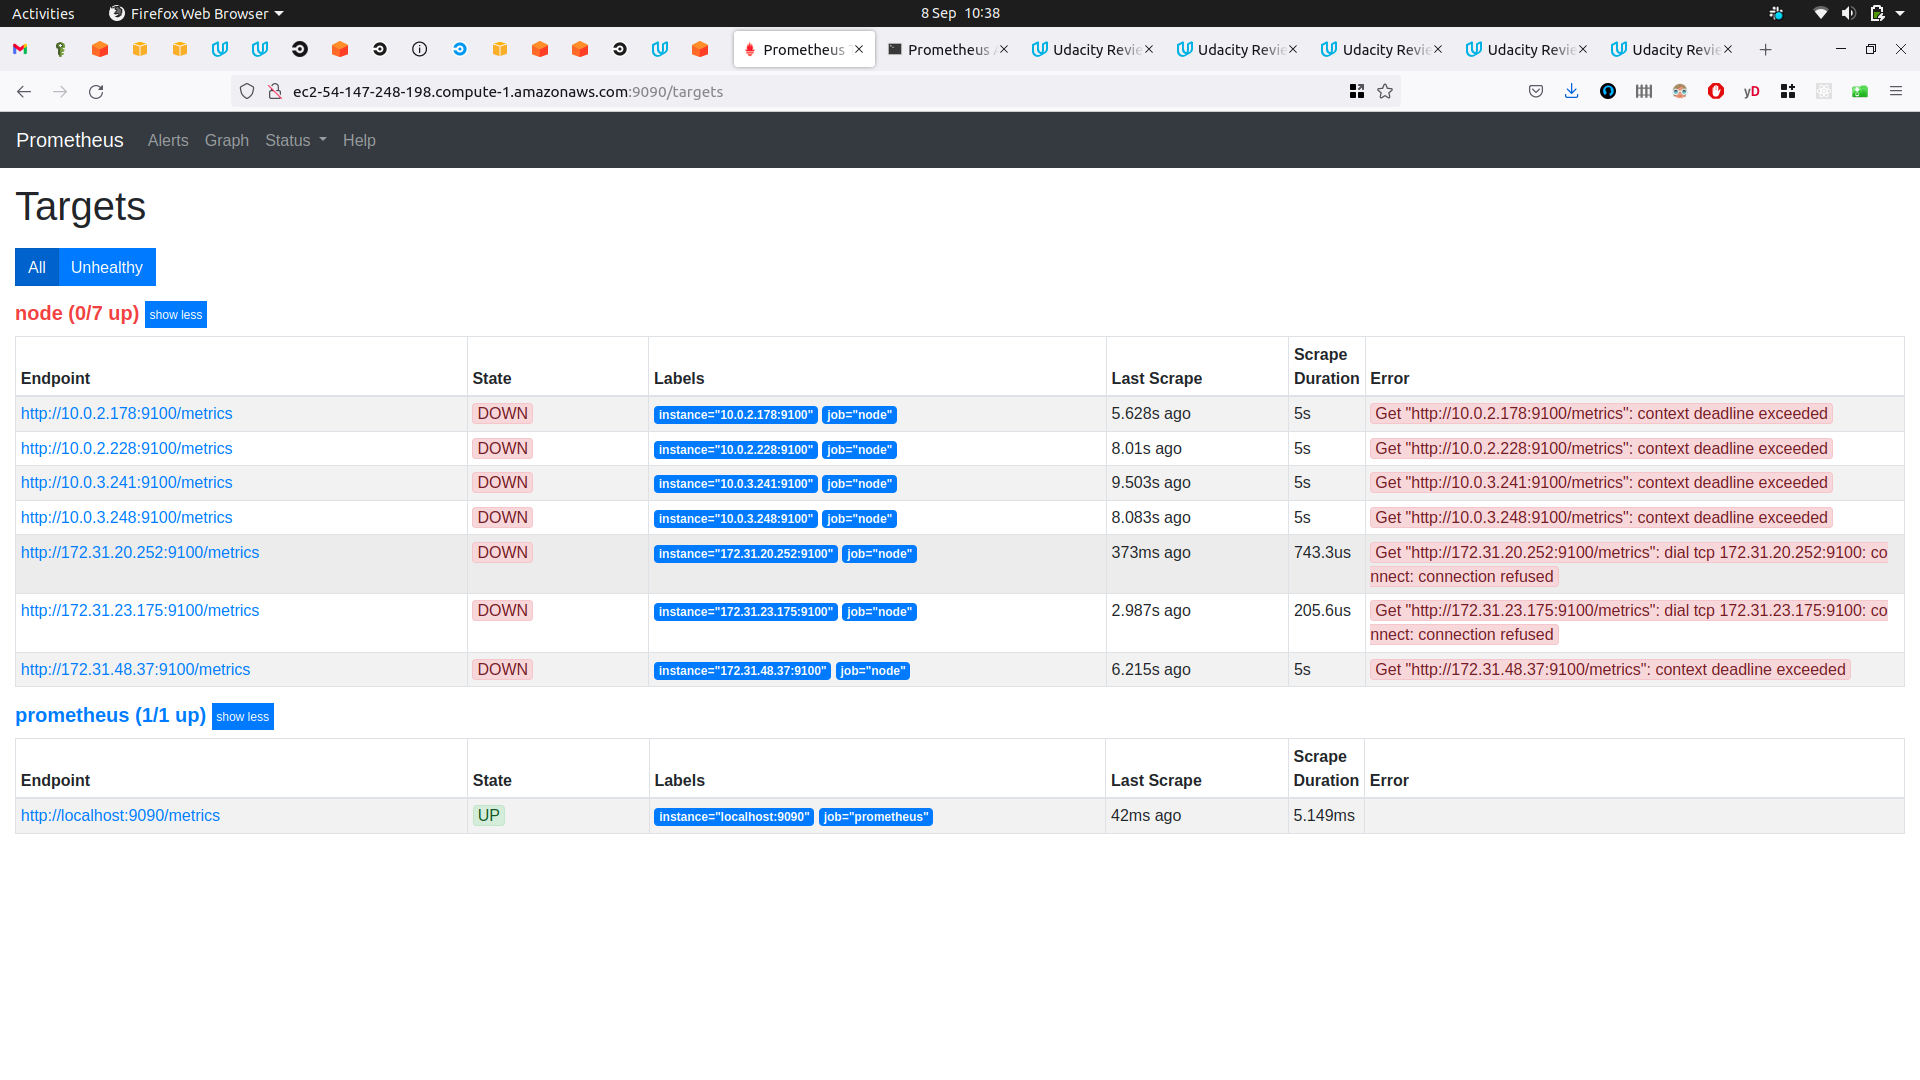 Activities Firefox Web Browser 8 Sep 10:38
Prometheus Prometheus A Udacity Revie Udacity Revie Udacity Revie Udacity Revie Udacity Revie
ec2-54-147-248-198.compute-1.amazonaws.com:9090/targets yD
Prometheus Alerts Graph Status Help
Targets
All Unhealthy
node (0/7 up) show less
Endpoint State Labels Last Scrape Scrape Duration Error
http://10.0.2.178:9100/metrics DOWN instance="10.0.2.178:9100" job="node" 5.628s ago 5s Get "http://10.0.2.178:9100/metrics": context deadline exceeded
http://10.0.2.228:9100/metrics DOWN instance="10.0.2.228:9100" job="node" 8.01s ago 5s Get "http://10.0.2.228:9100/metrics": context deadline exceeded
http://10.0.3.241:9100/metrics DOWN instance="10.0.3.241:9100" job="node" 9.503s ago 5s Get "http://10.0.3.241:9100/metrics": context deadline exceeded
http://10.0.3.248:9100/metrics DOWN instance="10.0.3.248:9100" job="node" 8.083s ago 5s Get "http://10.0.3.248:9100/metrics": context deadline exceeded
http://172.31.20.252:9100/metrics DOWN instance="172.31.20.252:9100" job="node" 373ms ago 743.3us Get "http://172.31.20.252:9100/metrics": dial tcp 172.31.20.252:9100: co
nnect: connection refused
http://172.31.23.175:9100/metrics DOWN instance="172.31.23.175:9100" job="node" 2.987s ago 205.6us Get "http://172.31.23.175:9100/metrics": dial tcp 172.31.23.175:9100: co
nnect: connection refused
http://172.31.48.37:9100/metrics DOWN instance="172.31.48.37:9100" job="node" 6.215s ago 5s Get "http://172.31.48.37:9100/metrics": context deadline exceeded
prometheus (1/1 up) show less
Endpoint State Labels Last Scrape Scrape Duration Error
http://localhost:9090/metrics UP instance="localhost:9090" job="prometheus" 42ms ago 5.149ms